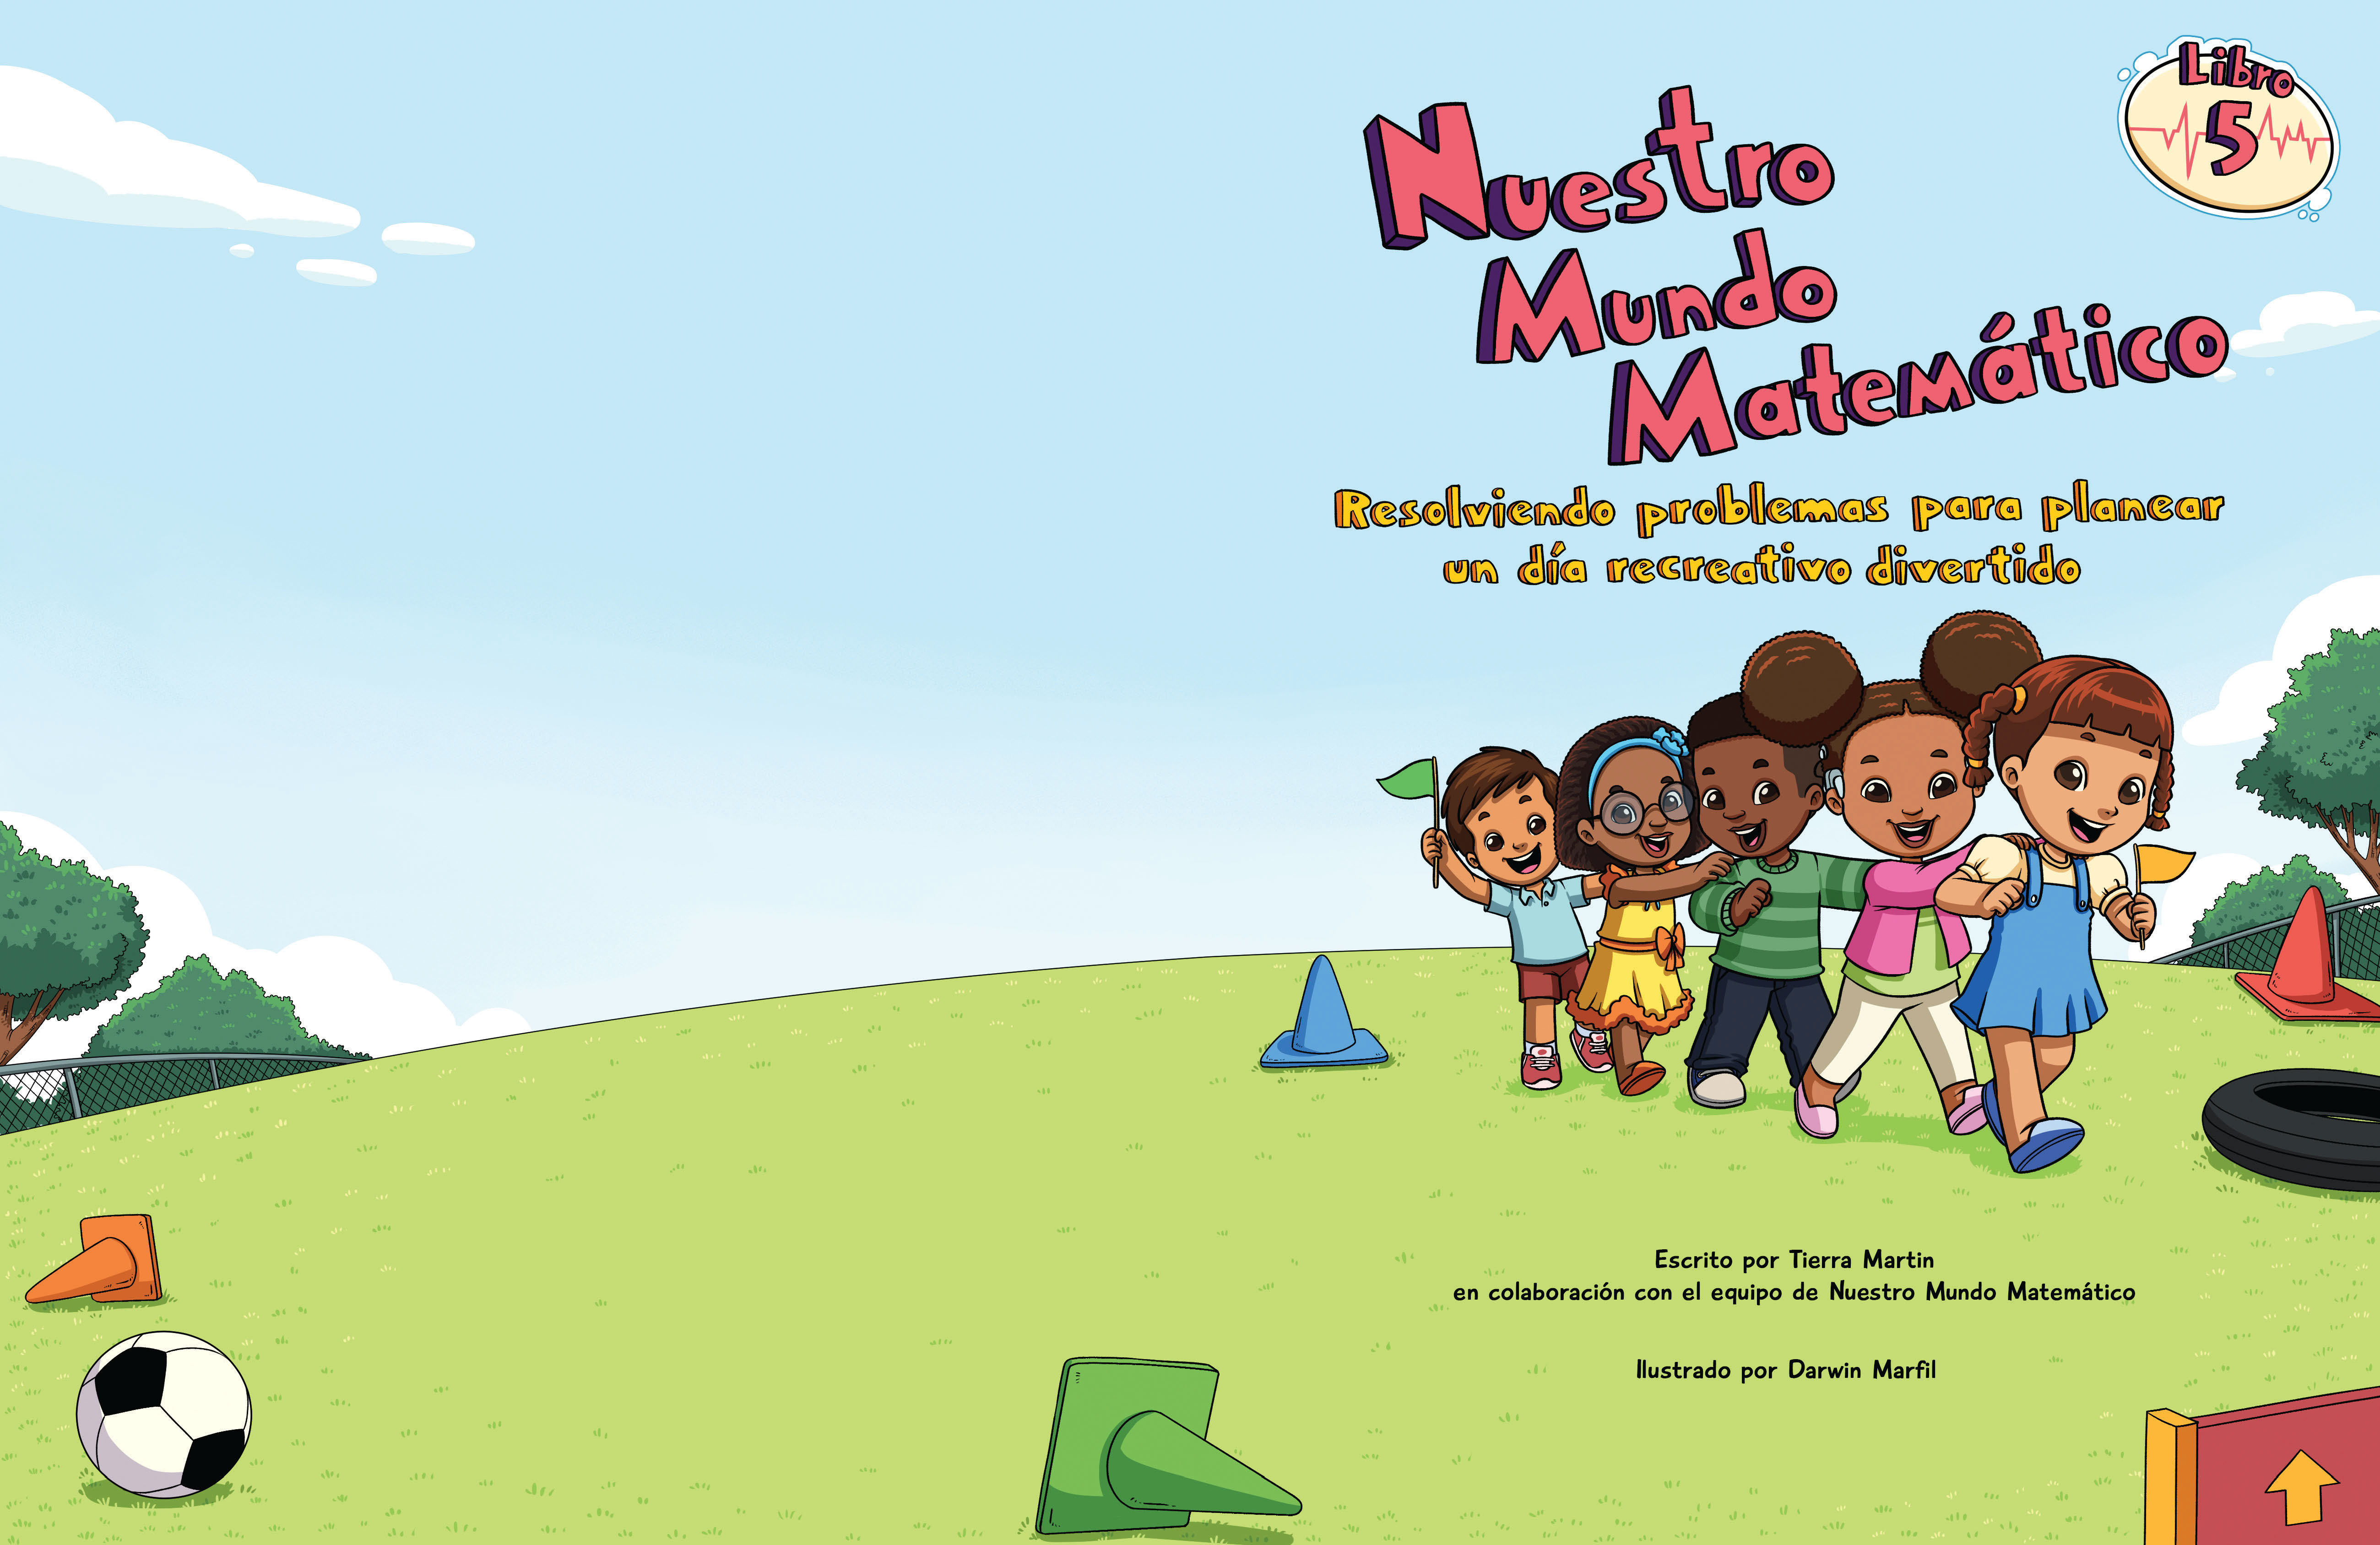 Libro
5
Nuestro
Mundo
Matemático
Resolviendo problemas para planear
un día recreativo divertido
Escrito por Tierra Martin
en colaboración con el equipo de Nuestro Mundo Matemático
Ilustrado por Darwin Marfil